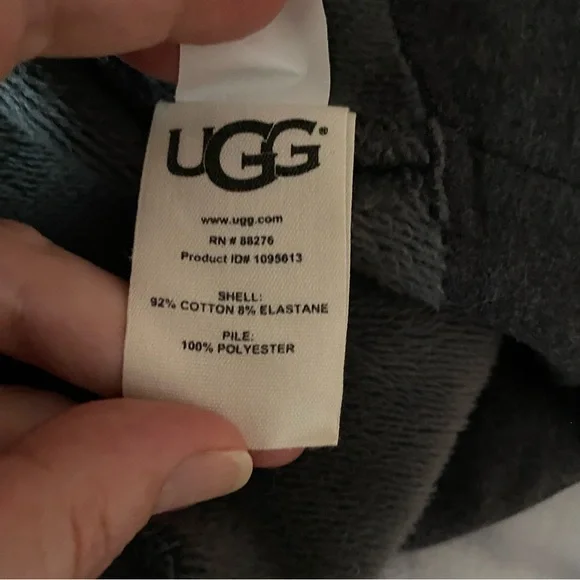 UGG®
www.ugg.com
RN # 88276
Product ID# 1095613
SHELL:
92% COTTON 8% ELASTANE
PILE:
100% POLYESTER